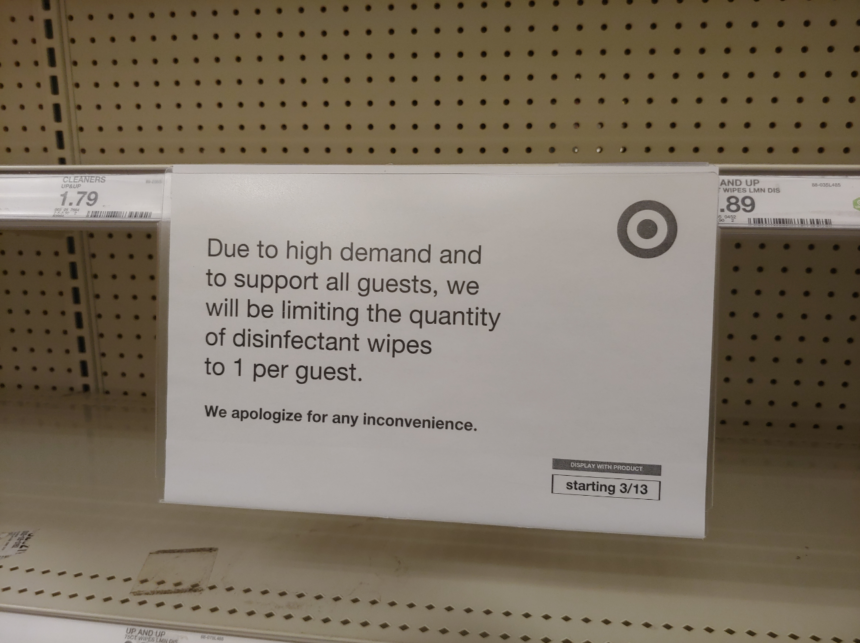 CLEANERS
UP&UP
1.79
AND UP
WIPES LMN DIS
.89
Due to high demand and
to support all guests, we
will be limiting the quantity
of disinfectant wipes
to 1 per guest.
We apologize for any inconvenience.
DISPLAY WITH PRODUCT
starting 3/13
UP AND UP